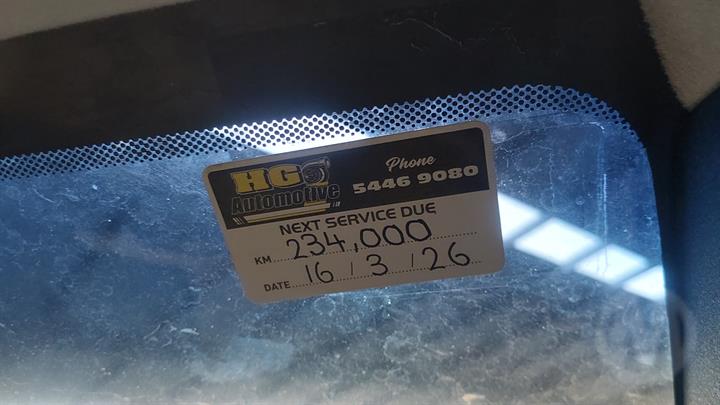 HG
Automotive
Phone
5446 9080
NEXT SERVICE DUE
KM 234,000
DATE 16 / 3 / 26